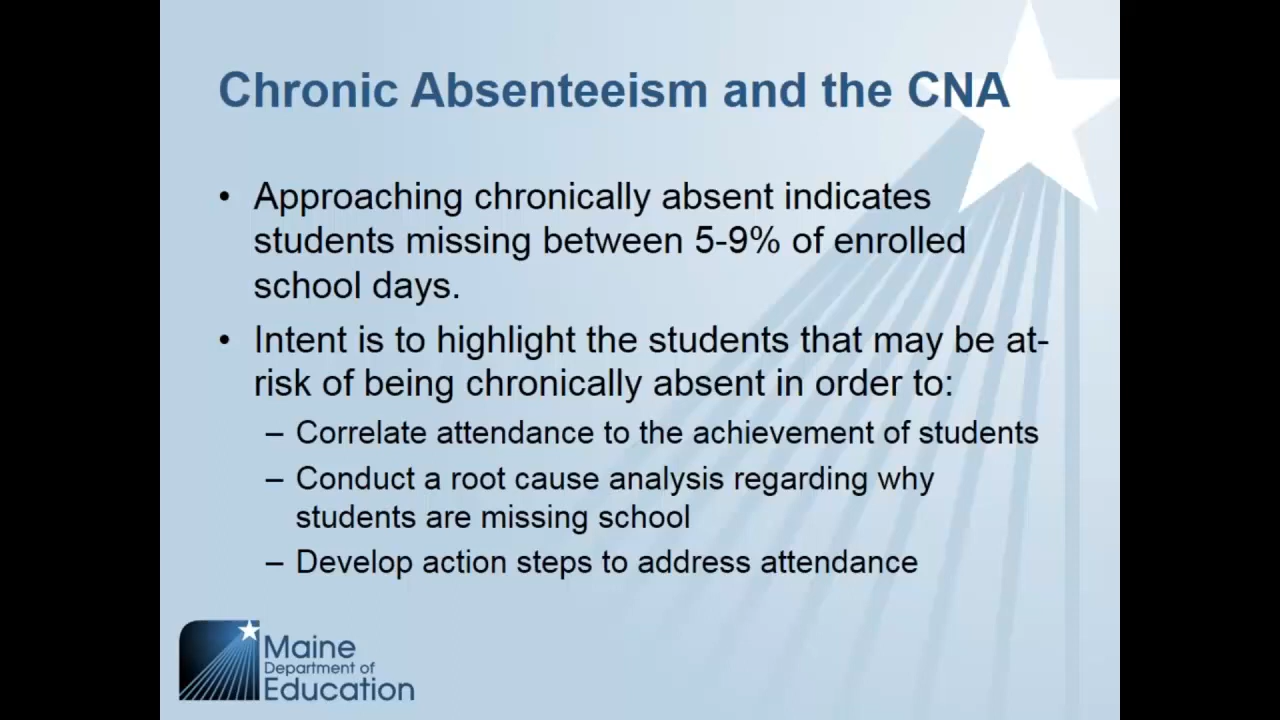 Chronic Absenteeism and the CNA
• Approaching chronically absent indicates
students missing between 5-9% of enrolled
school days.
• Intent is to highlight the students that may be at-
risk of being chronically absent in order to:
– Correlate attendance to the achievement of students
– Conduct a root cause analysis regarding why
students are missing school
– Develop action steps to address attendance
Maine
Department of
Education